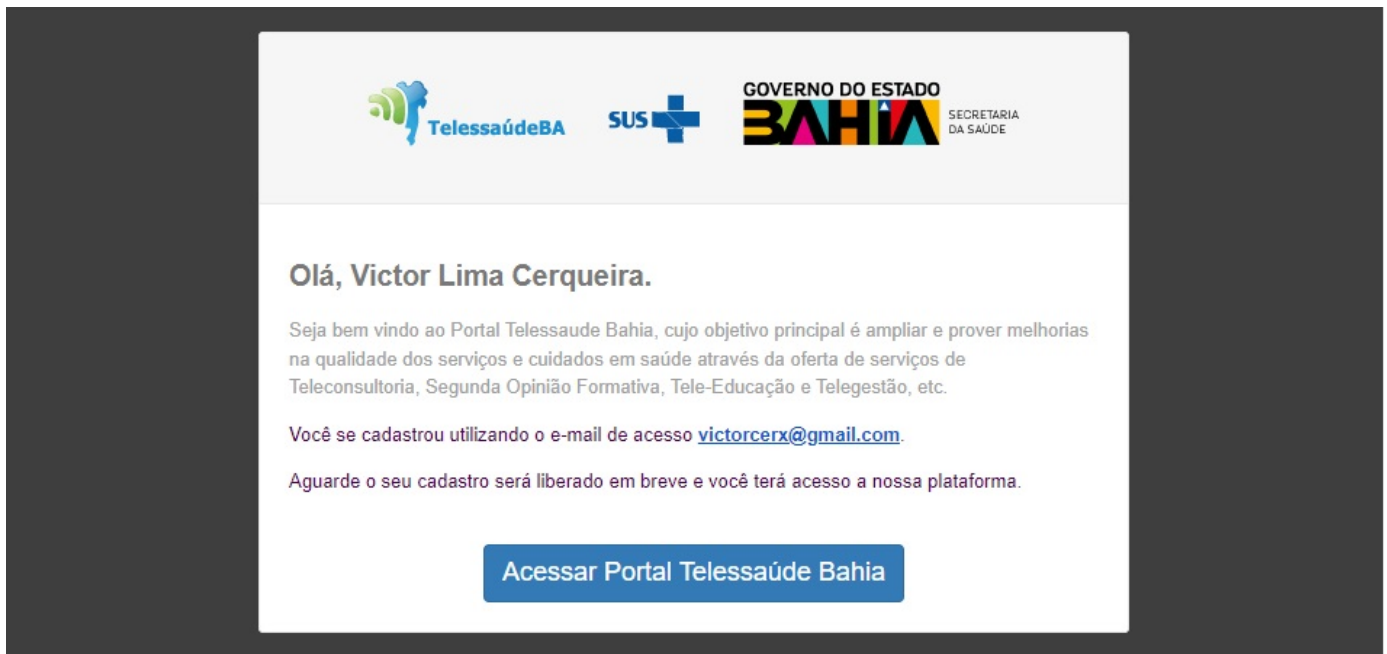 TelessaúdeBA
SUS
GOVERNO DO ESTADO
BAHIA
SECRETARIA
DA SAÚDE
Olá, Victor Lima Cerqueira.
Seja bem vindo ao Portal Telessaude Bahia, cujo objetivo principal é ampliar e prover melhorias
na qualidade dos serviços e cuidados em saúde através da oferta de serviços de
Teleconsultoria, Segunda Opinião Formativa, Tele-Educação e Telegestão, etc.
Você se cadastrou utilizando o e-mail de acesso victorcerx@gmail.com.
Aguarde o seu cadastro será liberado em breve e você terá acesso a nossa plataforma.
Acessar Portal Telessaúde Bahia